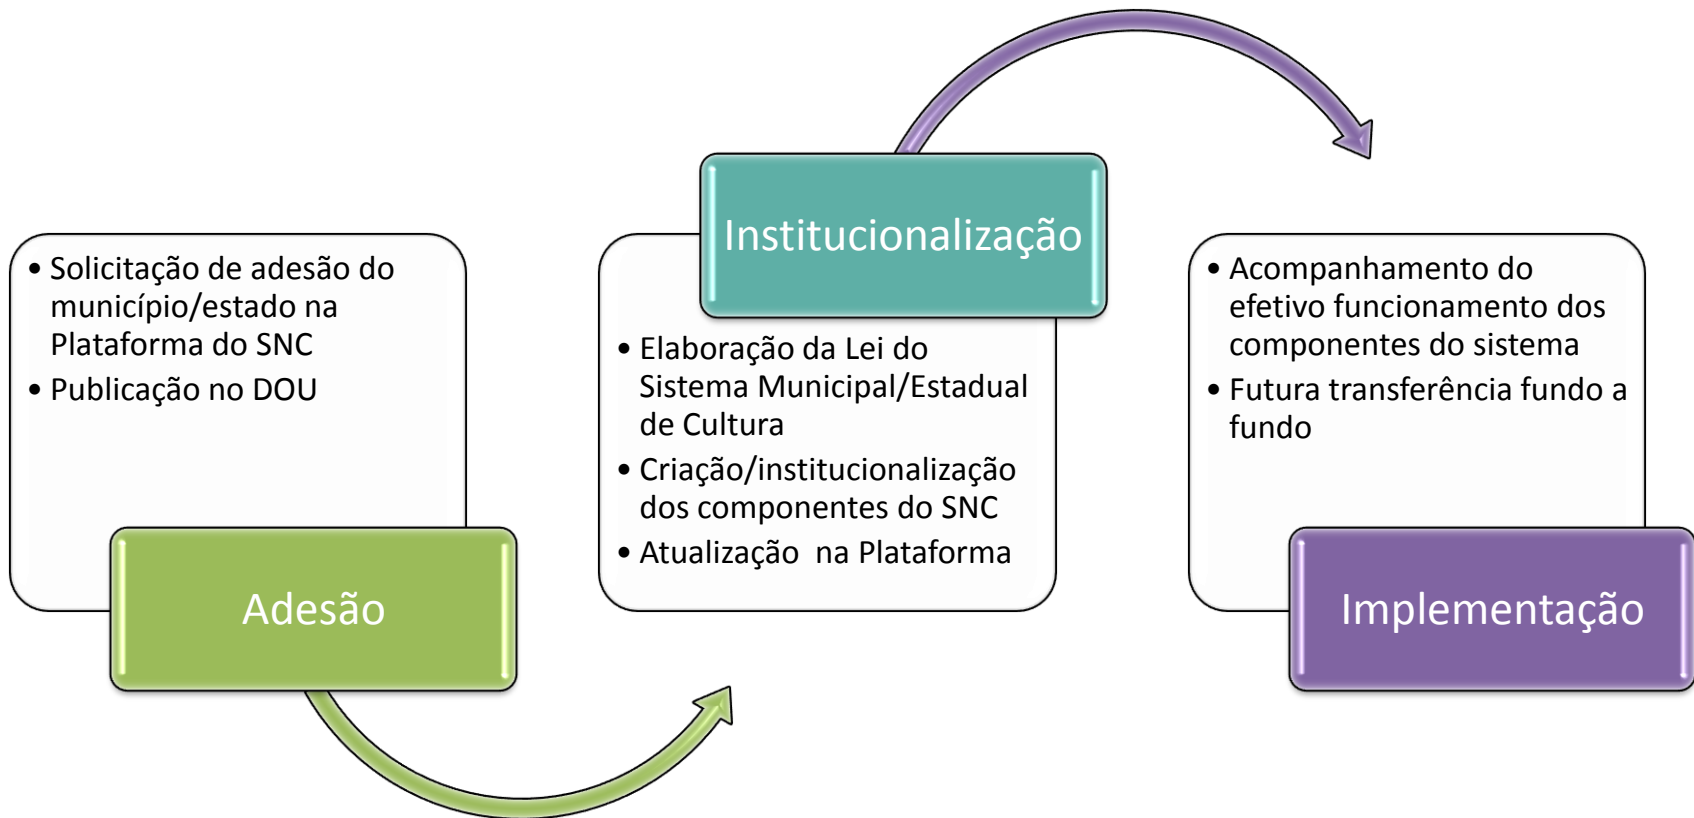 • Solicitação de adesão do
município/estado na
Plataforma do SNC
• Publicação no DOU
Adesão
Institucionalização
• Elaboração da Lei do
Sistema Municipal/Estadual
de Cultura
• Criação/institucionalização
dos componentes do SNC
• Atualização na Plataforma
• Acompanhamento do
efetivo funcionamento dos
componentes do sistema
• Futura transferência fundo a
fundo
Implementação